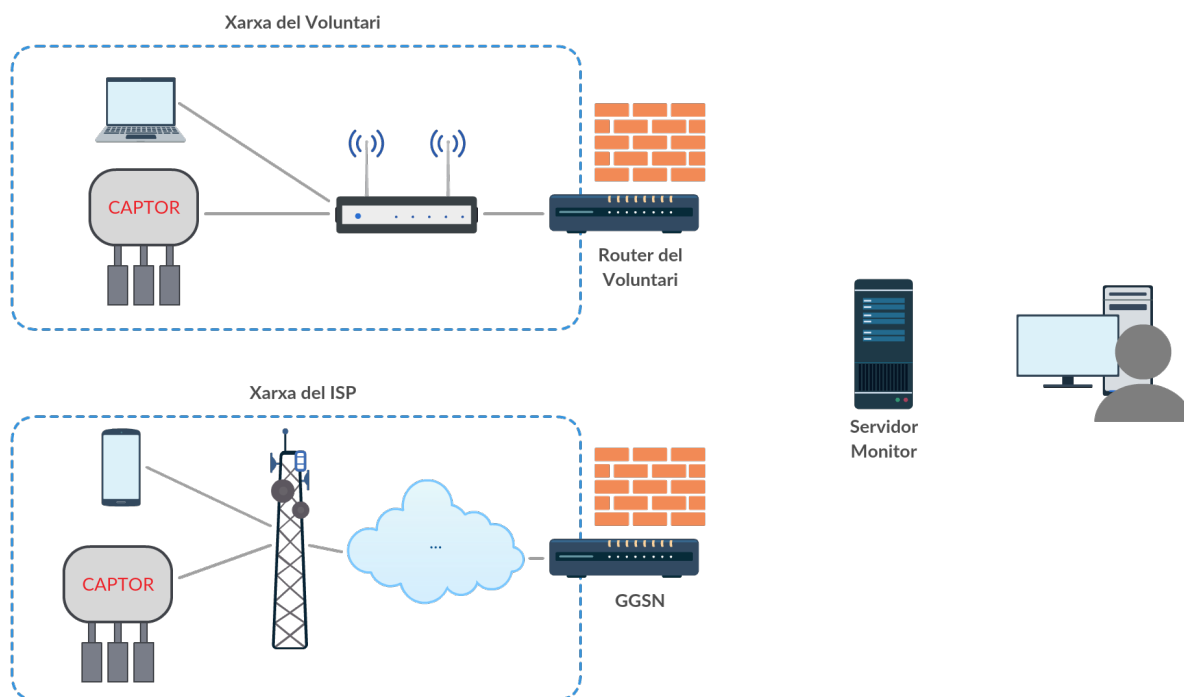 Xarxa del Voluntari
CAPTOR
Router del
Voluntari
Servidor
Monitor
Xarxa del ISP
...
CAPTOR
GGSN